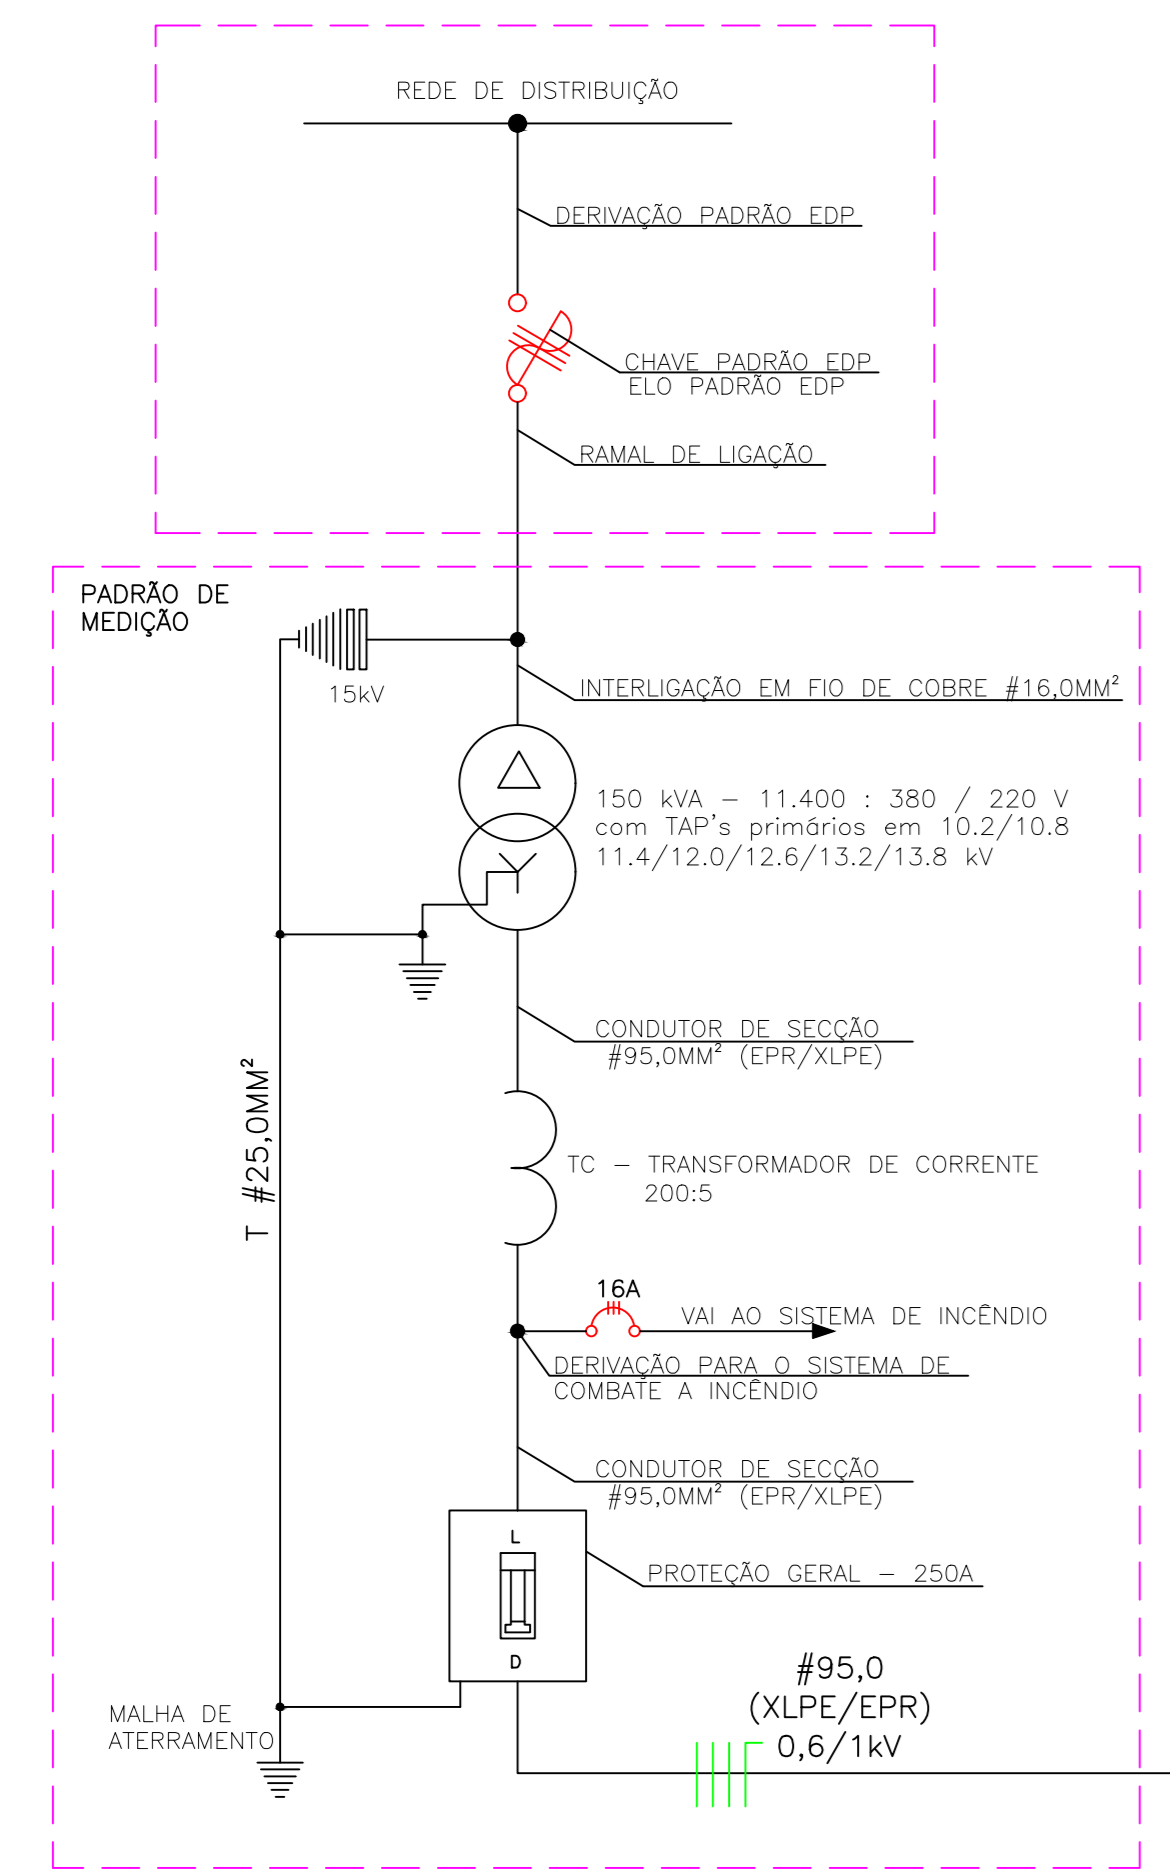 REDE DE DISTRIBUIÇÃO
DERIVAÇÃO PADRÃO EDP
CHAVE PADRÃO EDP
ELO PADRÃO EDP
RAMAL DE LIGAÇÃO
PADRÃO DE
MEDIÇÃO
15kV
INTERLIGAÇÃO EM FIO DE COBRE #16,0MM²
150 kVA – 11.400 : 380 / 220 V
com TAP's primários em 10.2/10.8
11.4/12.0/12.6/13.2/13.8 kV
CONDUTOR DE SECÇÃO
#95,0MM² (EPR/XLPE)
T #25,0MM²
TC – TRANSFORMADOR DE CORRENTE
200:5
16A
VAI AO SISTEMA DE INCÊNDIO
DERIVAÇÃO PARA O SISTEMA DE
COMBATE A INCÊNDIO
CONDUTOR DE SECÇÃO
#95,0MM² (EPR/XLPE)
L
PROTEÇÃO GERAL – 250A
D
#95,0
(XLPE/EPR)
0,6/1kV
MALHA DE
ATERRAMENTO